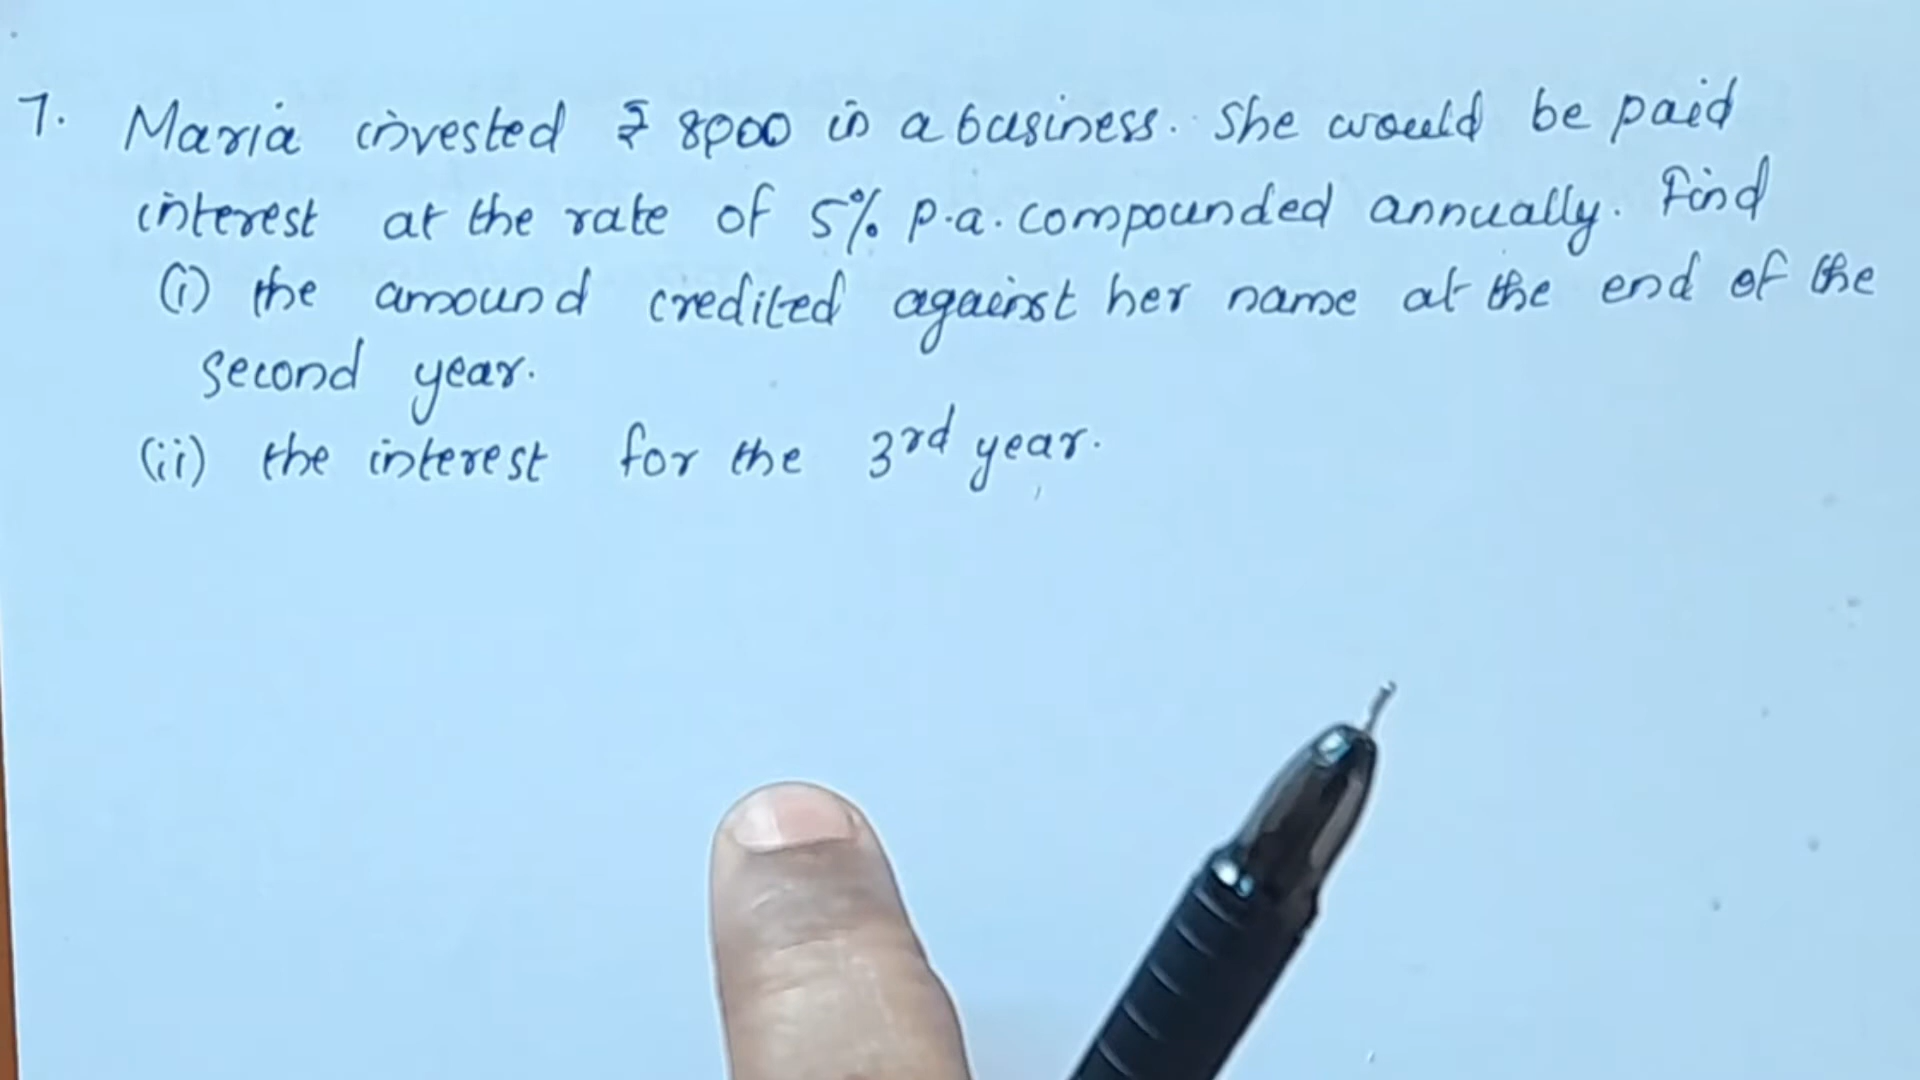 7. Maria invested ₹ 8000 in a business. She would be paid
interest at the rate of 5% p.a. compounded annually. Find
(i) the amound credited against her name at the end of the
second year.
(ii) the interest for the 3rd year.